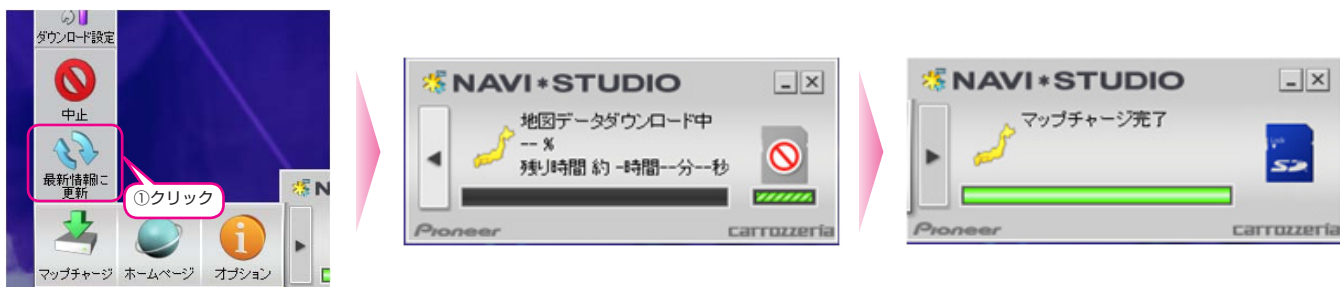 ダウンロード設定
中止
最新情報に
更新
①クリック
NAV
マップチャージ
ホームページ
オプション
NAVI*STUDIO
地図データダウンロード中
-- %
残り時間 約 -時間--分--秒
Pioneer
carrozzeria
NAVI*STUDIO
マップチャージ完了
Link
SD
Pioneer
carrozzeria